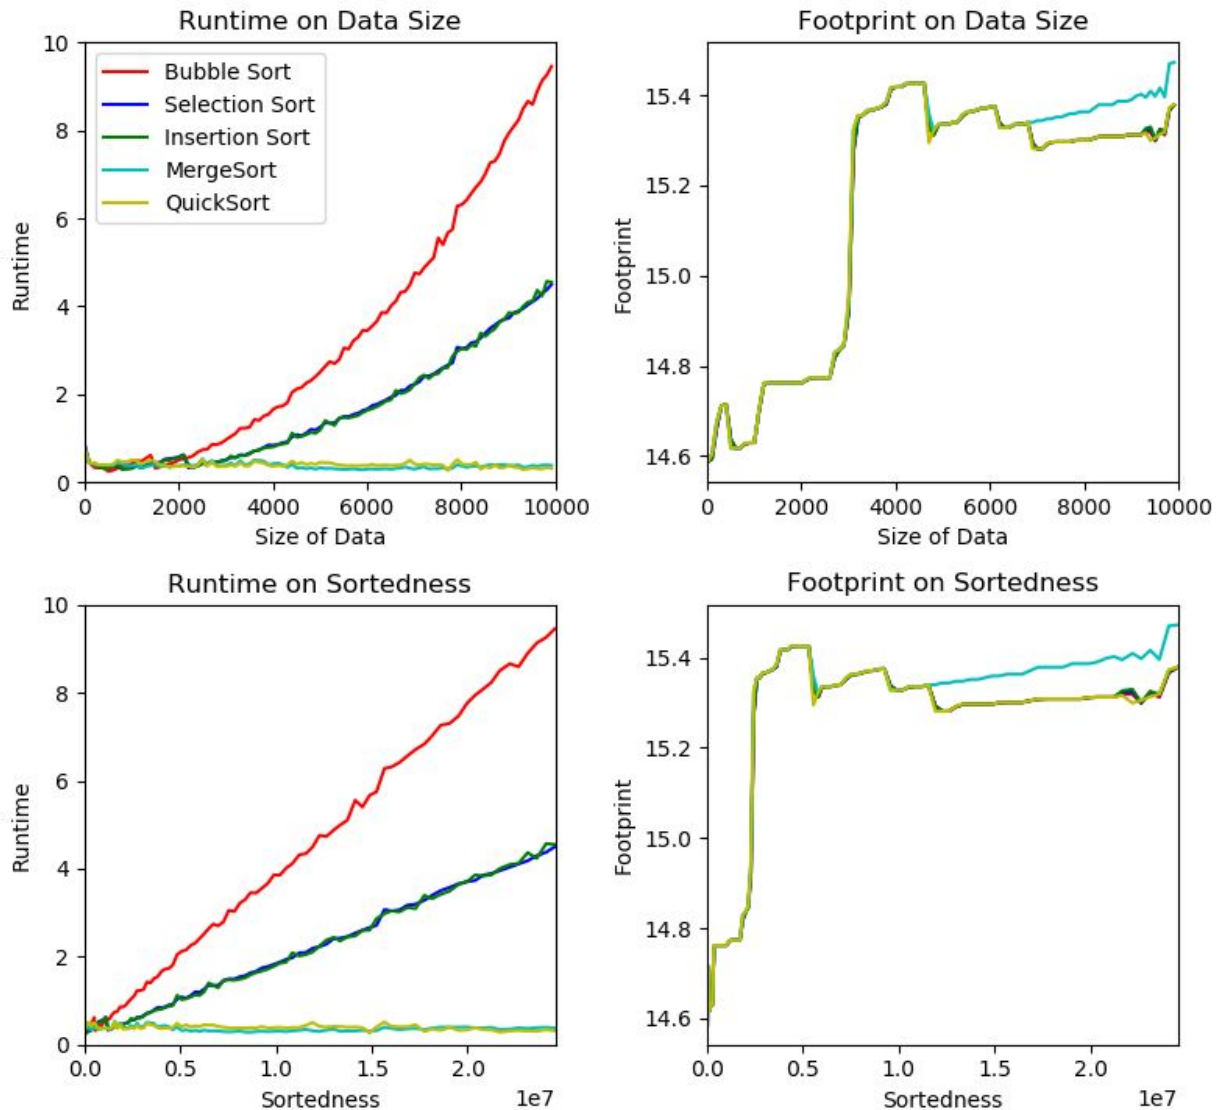 Runtime on Data Size
10
8
6
4
2
0
Runtime
Bubble Sort
Selection Sort
Insertion Sort
MergeSort
QuickSort
0 2000 4000 6000 8000 10000
Size of Data
Footprint on Data Size
15.4
15.2
15.0
14.8
14.6
Footprint
0 2000 4000 6000 8000 10000
Size of Data
Runtime on Sortedness
10
8
6
4
2
0
Runtime
0.0 0.5 1.0 1.5 2.0
Sortedness 1e7
Footprint on Sortedness
15.4
15.2
15.0
14.8
14.6
Footprint
0.0 0.5 1.0 1.5 2.0
Sortedness 1e7